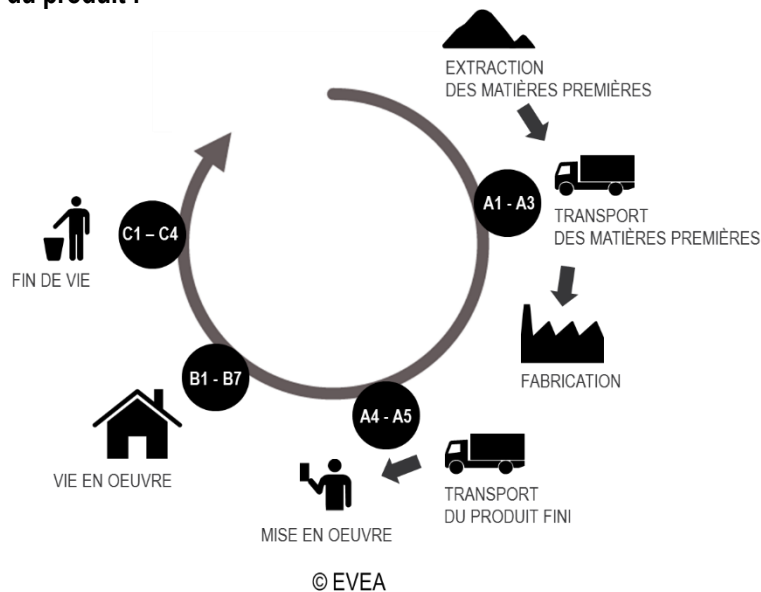 du produit :
EXTRACTION
DES MATIÈRES PREMIÈRES
A1 - A3
TRANSPORT
DES MATIÈRES PREMIÈRES
FABRICATION
A4 - A5
TRANSPORT
DU PRODUIT FINI
MISE EN OEUVRE
B1 - B7
VIE EN OEUVRE
C1 – C4
FIN DE VIE
© EVEA